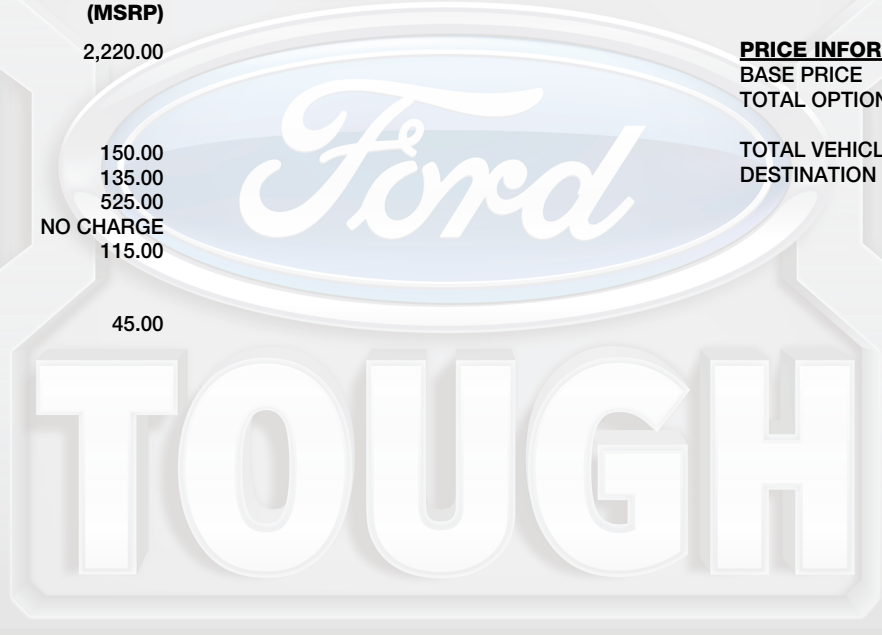 (MSRP)
2,220.00
150.00
135.00
525.00
NO CHARGE
115.00
45.00
PRICE INFOR
BASE PRICE
TOTAL OPTION
TOTAL VEHICL
DESTINATION
Ford
TOUGH